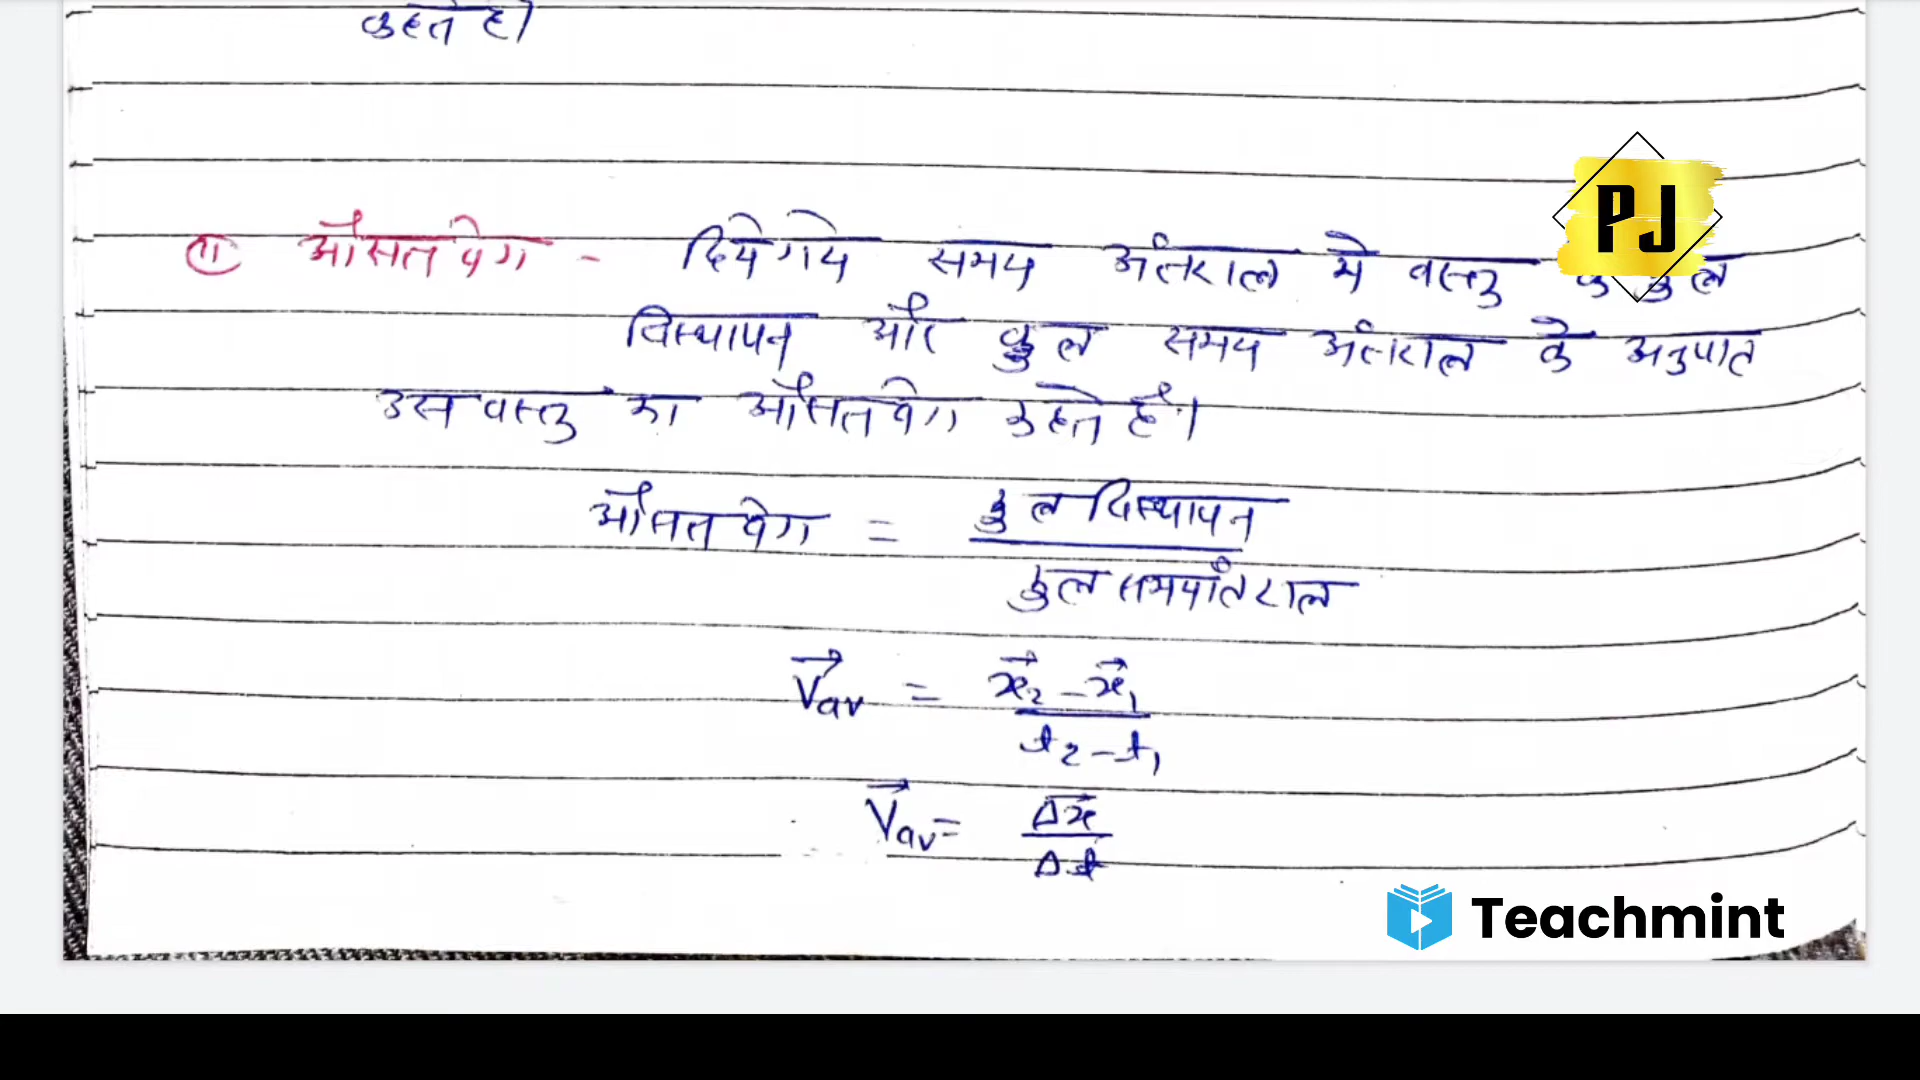 कहते है।
(ii) औसत वेग - दिये गये समय अंतराल मे वस्तु के कुल
विस्थापन और कुल समय अंतराल के अनुपात
उस वस्तु का औसत वेग कहते है।
औसत वेग = कुल विस्थापन
कुल समयांतराल
V⃗av = x⃗₂ - x⃗₁
t₂ - t₁
V⃗av = Δx⃗
Δt
PJ
Teachmint